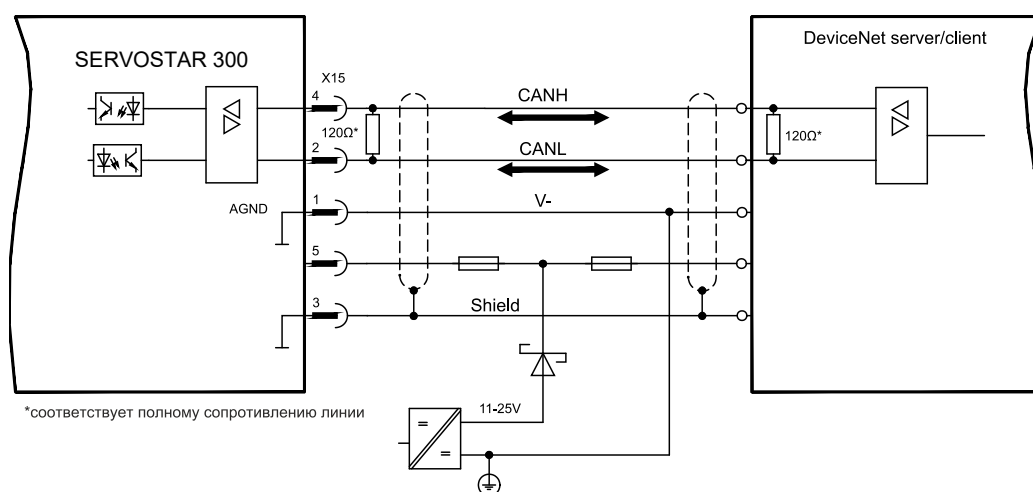 DeviceNet server/client
SERVOSTAR 300
X15
4
CANH
120Ω*
120Ω*
2
CANL
AGND
1
V-
5
3
Shield
*соответствует полному сопротивлению линии
11-25V